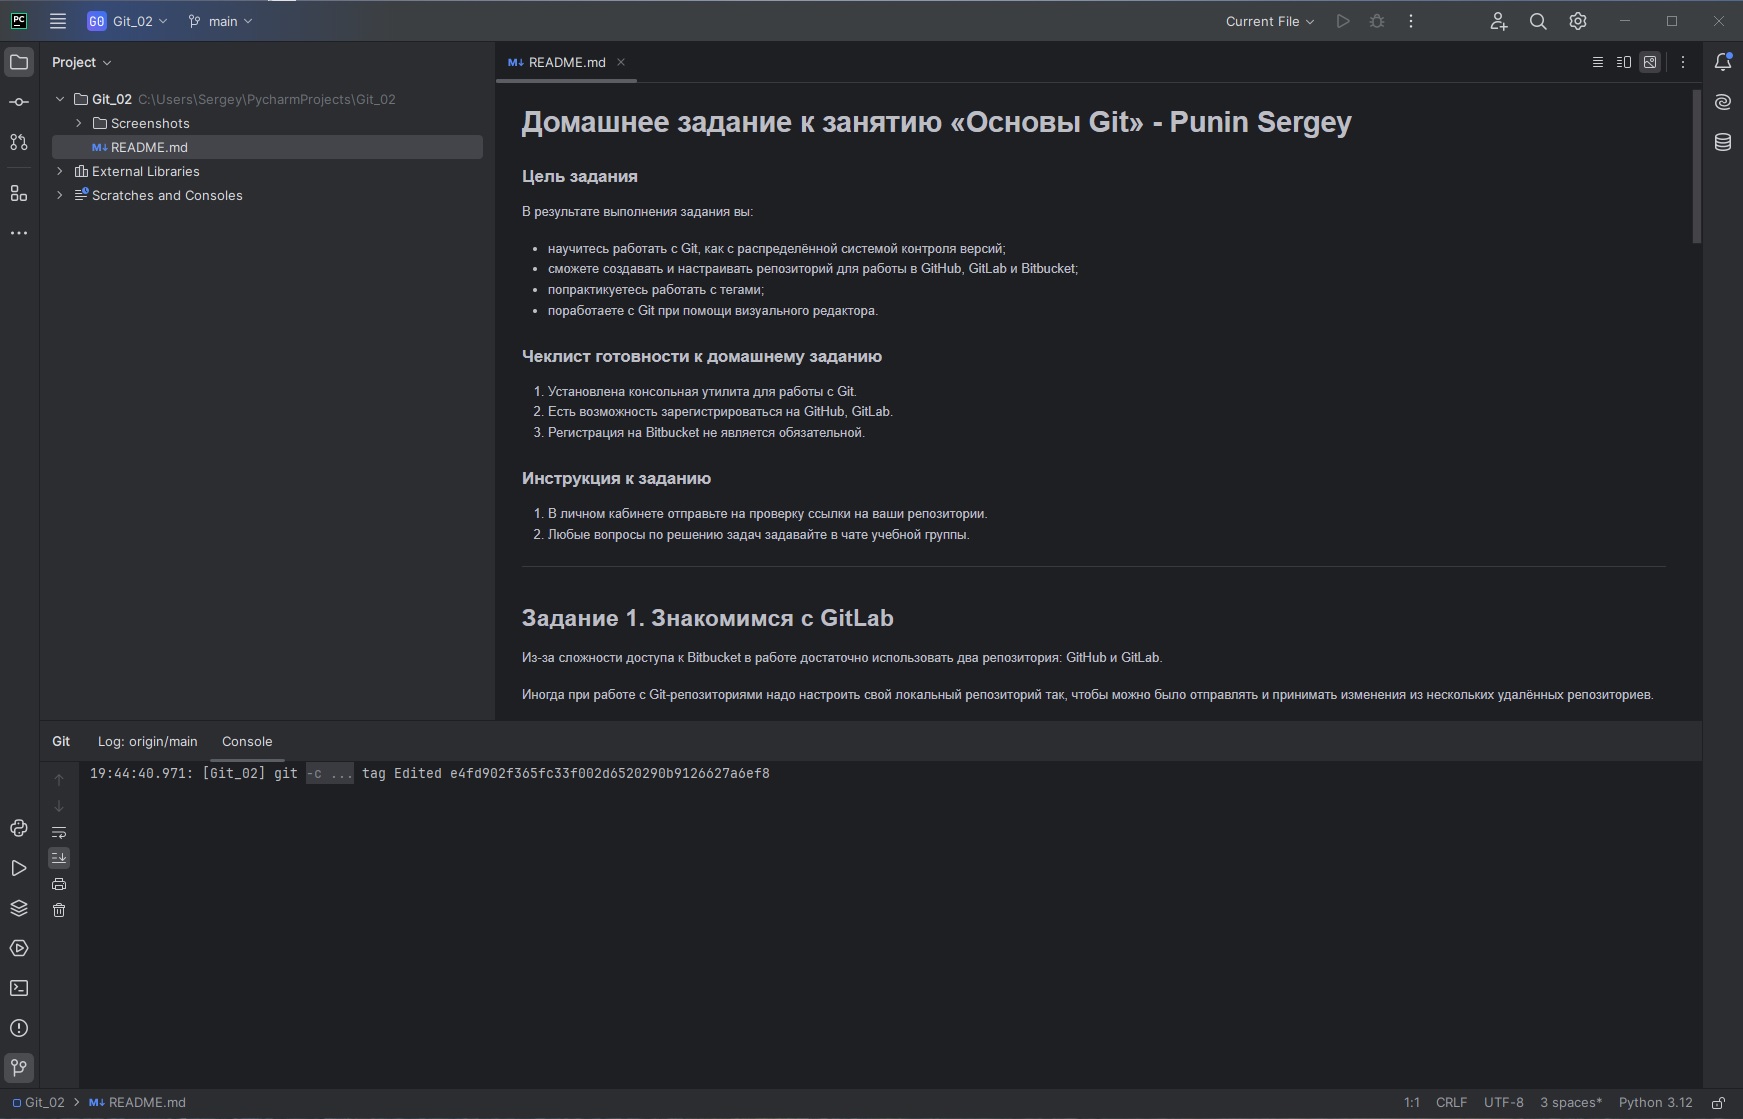 PC
GO Git_02 main
Current File
Project
Git_02 C:\Users\Sergey\PycharmProjects\Git_02
Screenshots
M↓ README.md
External Libraries
Scratches and Consoles
M↓ README.md
Домашнее задание к занятию «Основы Git» - Punin Sergey
Цель задания
В результате выполнения задания вы:
• научитесь работать с Git, как с распределённой системой контроля версий;
• сможете создавать и настраивать репозиторий для работы в GitHub, GitLab и Bitbucket;
• попрактикуетесь работать с тегами;
• поработаете с Git при помощи визуального редактора.
Чеклист готовности к домашнему заданию
1. Установлена консольная утилита для работы с Git.
2. Есть возможность зарегистрироваться на GitHub, GitLab.
3. Регистрация на Bitbucket не является обязательной.
Инструкция к заданию
1. В личном кабинете отправьте на проверку ссылки на ваши репозитории.
2. Любые вопросы по решению задач задавайте в чате учебной группы.
Задание 1. Знакомимся с GitLab
Из-за сложности доступа к Bitbucket в работе достаточно использовать два репозитория: GitHub и GitLab.
Иногда при работе с Git-репозиториями надо настроить свой локальный репозиторий так, чтобы можно было отправлять и принимать изменения из нескольких удалённых репозиториев.
Git Log: origin/main Console
19:44:40.971: [Git_02] git -c ... tag Edited e4fd902f365fc33f002d6520290b9126627a6ef8
Git_02 > M↓ README.md
1:1 CRLF UTF-8 3 spaces* Python 3.12